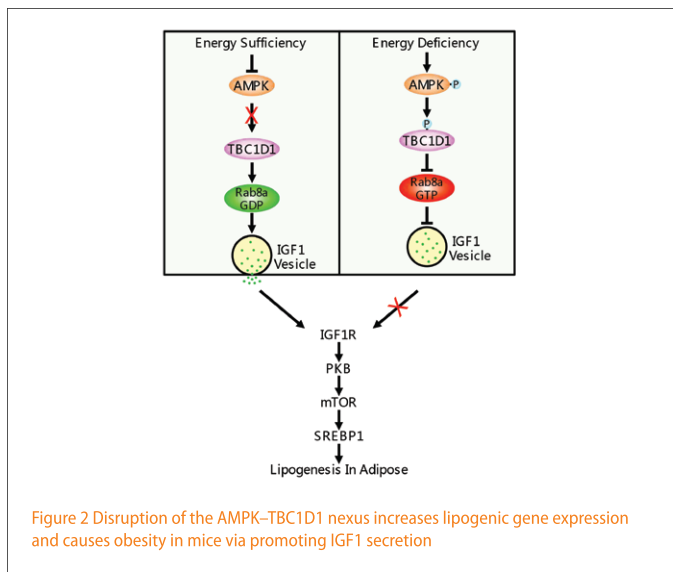 Energy Sufficiency
AMPK
TBC1D1
Rab8a
GDP
IGF1
Vesicle
Energy Deficiency
AMPK P
P
TBC1D1
Rab8a
GTP
IGF1
Vesicle
IGF1R
PKB
mTOR
SREBP1
Lipogenesis In Adipose
Figure 2 Disruption of the AMPK–TBC1D1 nexus increases lipogenic gene expression
and causes obesity in mice via promoting IGF1 secretion